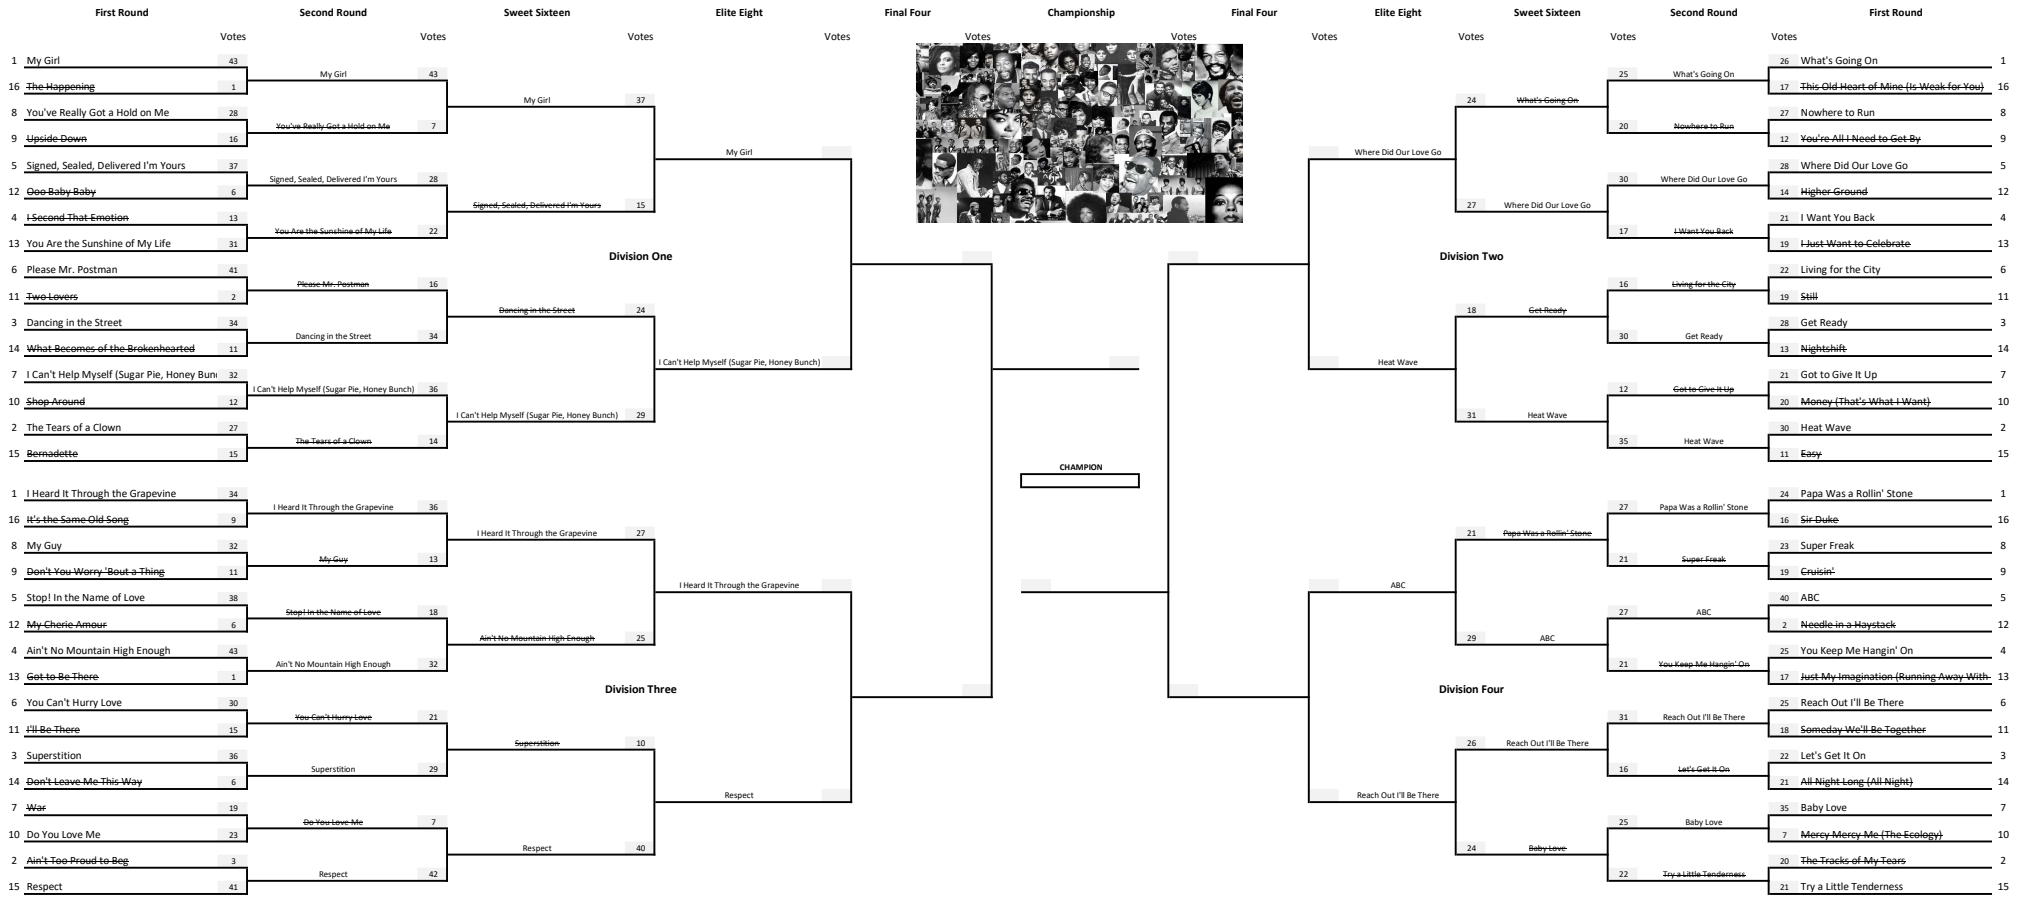 First Round Second Round Sweet Sixteen Elite Eight Final Four Championship Final Four Elite Eight Sweet Sixteen Second Round First Round
Votes Votes Votes Votes Votes Votes Votes Votes Votes Votes
1 My Girl 43
16 The Happening 1
8 You've Really Got a Hold on Me 28
9 Upside Down 16
5 Signed, Sealed, Delivered I'm Yours 37
12 Ooo Baby Baby 6
4 I Second That Emotion 13
13 You Are the Sunshine of My Life 31
6 Please Mr. Postman 41
11 Two Lovers 2
3 Dancing in the Street 34
14 What Becomes of the Brokenhearted 11
7 I Can't Help Myself (Sugar Pie, Honey Bun 32
10 Shop Around 12
2 The Tears of a Clown 27
15 Bernadette 15
My Girl 43
You've Really Got a Hold on Me 7
Signed, Sealed, Delivered I'm Yours 28
You Are the Sunshine of My Life 22
Please Mr. Postman 16
Dancing in the Street 34
I Can't Help Myself (Sugar Pie, Honey Bunch) 36
The Tears of a Clown 14
My Girl 37
Signed, Sealed, Delivered I'm Yours 15
Division One
Dancing in the Street 24
I Can't Help Myself (Sugar Pie, Honey Bunch) 29
My Girl
I Can't Help Myself (Sugar Pie, Honey Bunch)
1 I Heard It Through the Grapevine 34
16 It's the Same Old Song 9
8 My Guy 32
9 Don't You Worry 'Bout a Thing 11
5 Stop! In the Name of Love 38
12 My Cherie Amour 6
4 Ain't No Mountain High Enough 43
13 Got to Be There 1
6 You Can't Hurry Love 30
11 I'll Be There 15
3 Superstition 36
14 Don't Leave Me This Way 6
7 War 19
10 Do You Love Me 23
2 Ain't Too Proud to Beg 3
15 Respect 41
I Heard It Through the Grapevine 36
My Guy 13
Stop! In the Name of Love 18
Ain't No Mountain High Enough 32
You Can't Hurry Love 21
Superstition 29
Do You Love Me 7
Respect 42
I Heard It Through the Grapevine 27
Ain't No Mountain High Enough 25
Division Three
Superstition 10
Respect 40
I Heard It Through the Grapevine
Respect
CHAMPION
Where Did Our Love Go
Heat Wave
24 What's Going On
27 Where Did Our Love Go
Division Two
18 Get Ready
31 Heat Wave
25 What's Going On
20 Nowhere to Run
30 Where Did Our Love Go
17 I Want You Back
16 Living for the City
30 Get Ready
12 Got to Give It Up
35 Heat Wave
26 What's Going On 1
17 This Old Heart of Mine (Is Weak for You) 16
27 Nowhere to Run 8
12 You're All I Need to Get By 9
28 Where Did Our Love Go 5
14 Higher Ground 12
21 I Want You Back 4
19 I Just Want to Celebrate 13
22 Living for the City 6
19 Still 11
28 Get Ready 3
13 Nightshift 14
21 Got to Give It Up 7
20 Money (That's What I Want) 10
30 Heat Wave 2
11 Easy 15
ABC
Reach Out I'll Be There
21 Papa Was a Rollin' Stone
29 ABC
Division Four
26 Reach Out I'll Be There
24 Baby Love
27 Papa Was a Rollin' Stone
21 Super Freak
27 ABC
21 You Keep Me Hangin' On
31 Reach Out I'll Be There
16 Let's Get It On
25 Baby Love
22 Try a Little Tenderness
24 Papa Was a Rollin' Stone 1
16 Sir Duke 16
23 Super Freak 8
19 Cruisin' 9
40 ABC 5
2 Needle in a Haystack 12
25 You Keep Me Hangin' On 4
17 Just My Imagination (Running Away With 13
25 Reach Out I'll Be There 6
18 Someday We'll Be Together 11
22 Let's Get It On 3
21 All Night Long (All Night) 14
35 Baby Love 7
7 Mercy Mercy Me (The Ecology) 10
20 The Tracks of My Tears 2
21 Try a Little Tenderness 15